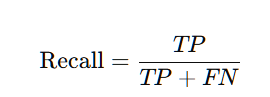 Recall = TP / TP + FN